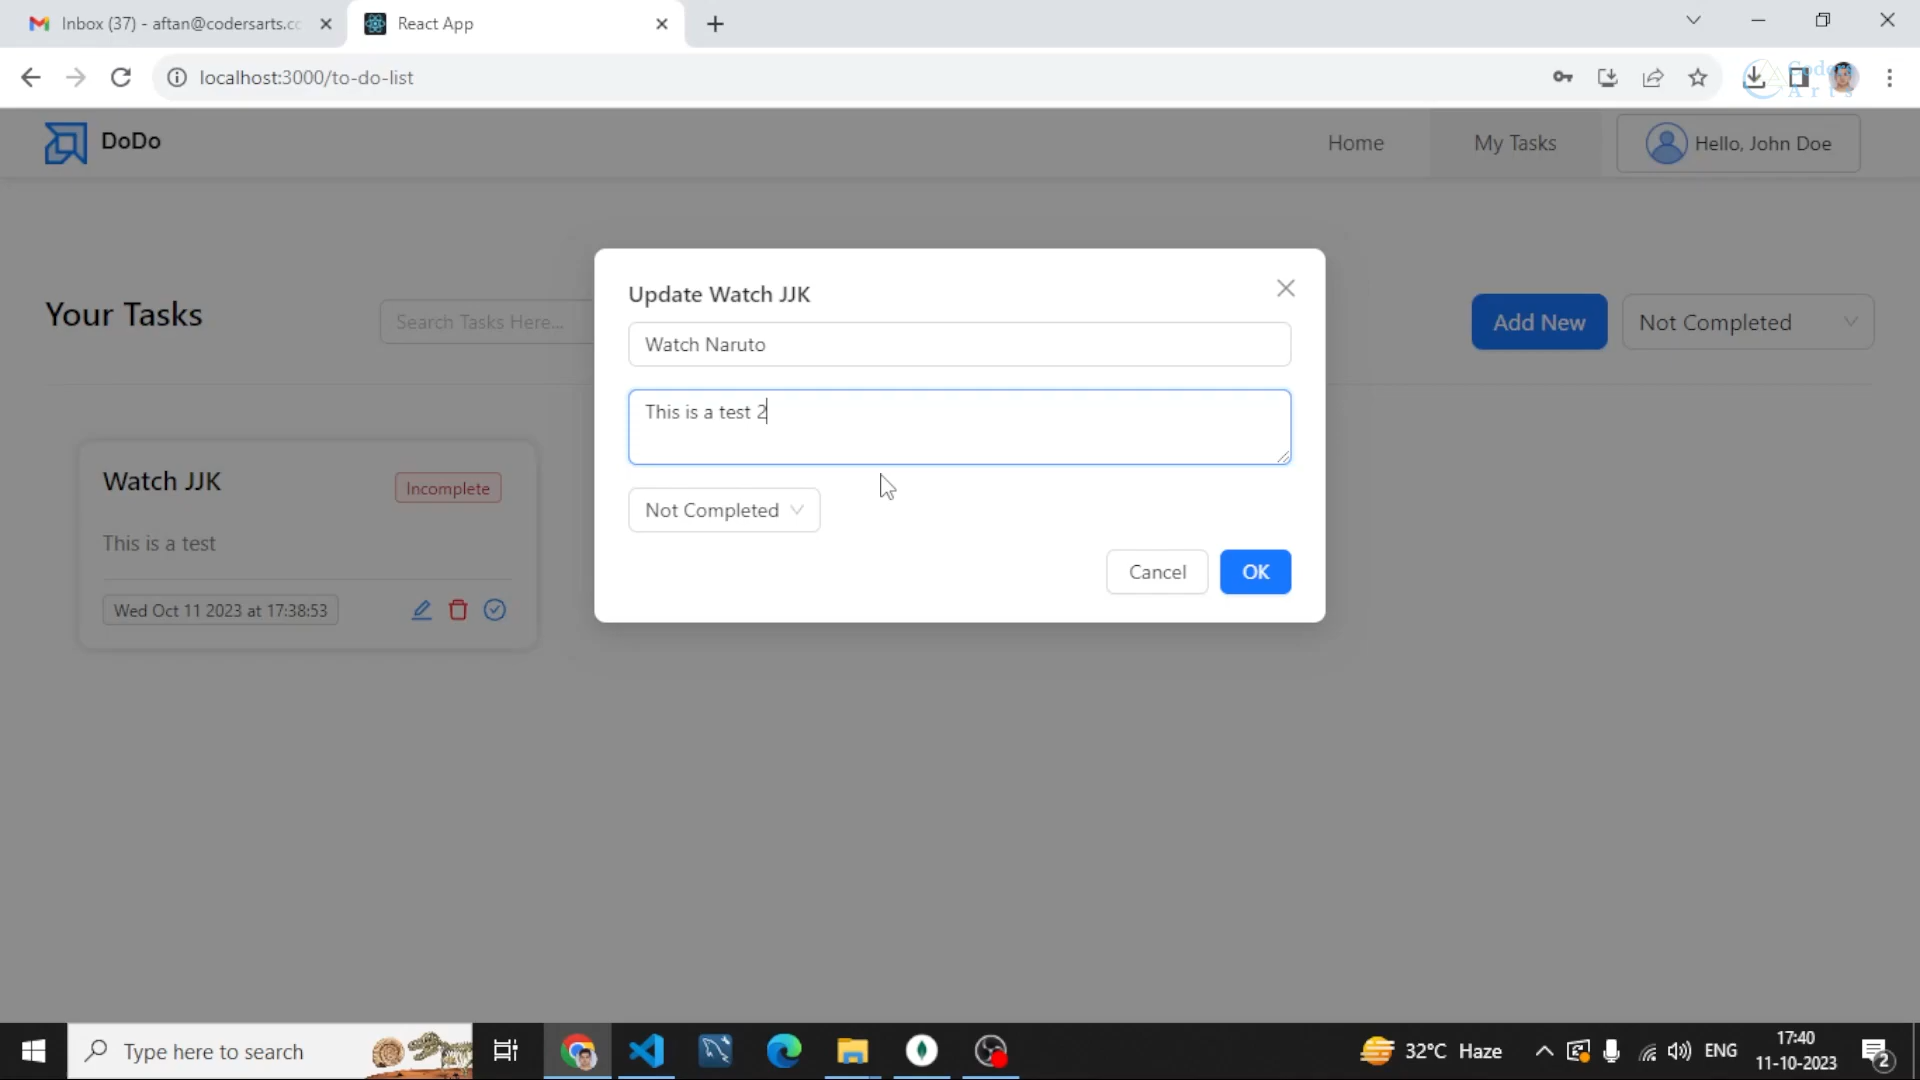 Inbox (37) - aftan@codersarts.cc
React App
localhost:3000/to-do-list
Coders
Arts
DoDo
Home
My Tasks
Hello, John Doe
Your Tasks
Search Tasks Here...
Add New
Not Completed
Update Watch JJK
Watch Naruto
This is a test 2
Not Completed
Cancel
OK
Watch JJK
Incomplete
This is a test
Wed Oct 11 2023 at 17:38:53
Type here to search
32°C Haze
ENG
17:40
11-10-2023
2